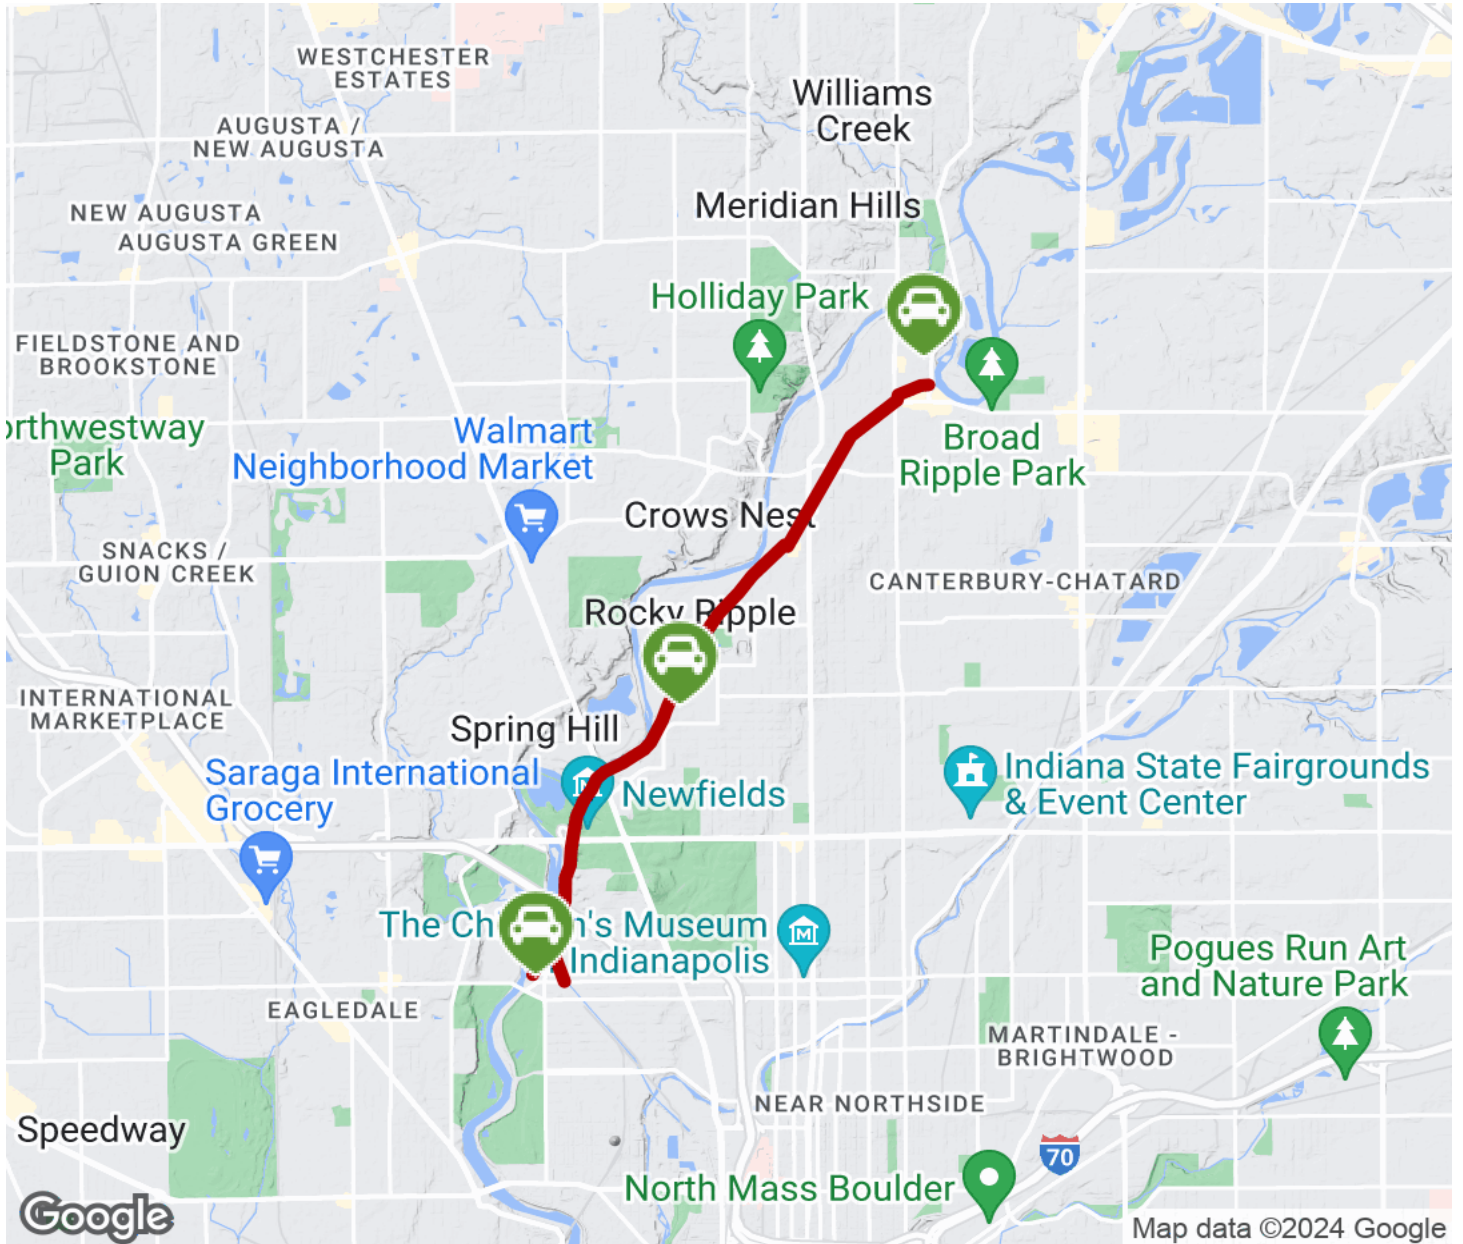 WESTCHESTER
ESTATES
Williams
Creek
AUGUSTA /
NEW AUGUSTA
Meridian Hills
NEW AUGUSTA
AUGUSTA GREEN
Holliday Park
FIELDSTONE AND
BROOKSTONE
orthwestway
Park
Walmart
Neighborhood Market
Broad
Ripple Park
Crows Nest
SNACKS /
GUION CREEK
CANTERBURY-CHATARD
Rocky Ripple
INTERNATIONAL
MARKETPLACE
Spring Hill
Saraga International
Grocery
Newfields
Indiana State Fairgrounds
& Event Center
The Ch n's Museum
Indianapolis
Pogues Run Art
and Nature Park
EAGLEDALE
MARTINDALE -
BRIGHTWOOD
NEAR NORTHSIDE
Speedway
70
North Mass Boulder
Google
Map data ©2024 Google